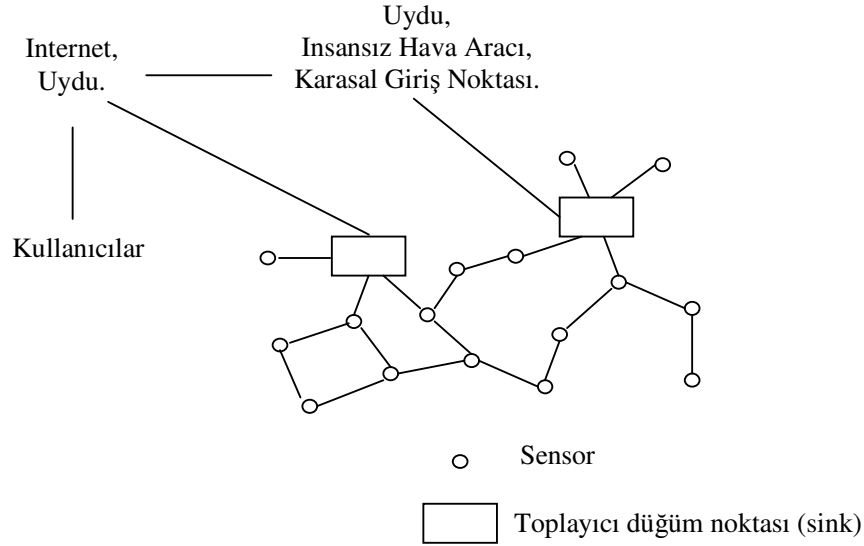 Uydu,
Insansız Hava Aracı,
Karasal Giriş Noktası.
Internet,
Uydu.
Kullanıcılar
Sensor
Toplayıcı düğüm noktası (sink)